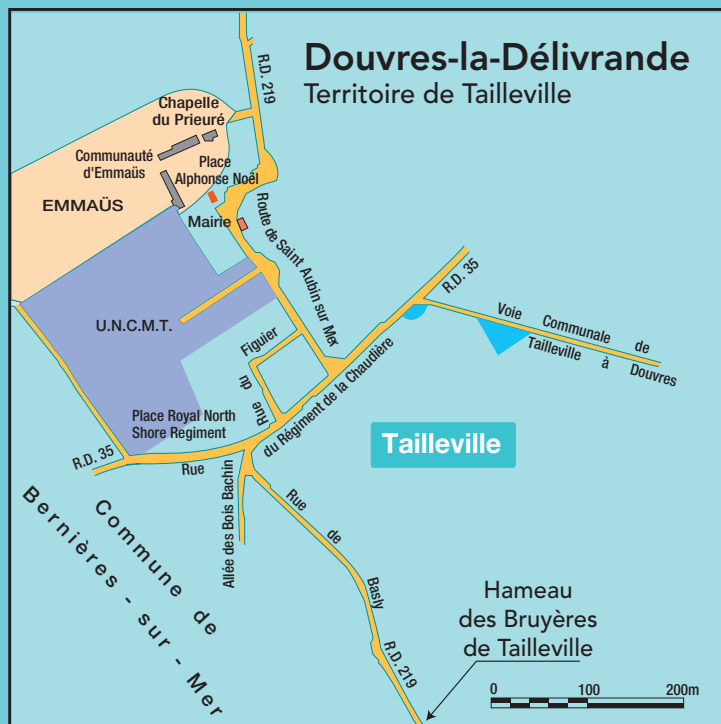 Douvres-la-Délivrande
Territoire de Tailleville
R.D. 219
Chapelle
du Prieuré
Communauté
d'Emmaüs
Place
Alphonse Noël
EMMAÜS
Mairie
Route de Saint Aubin sur Mer
R.D. 35
U.N.C.M.T.
Voie Communale de
Tailleville à Douvres
Rue du Figuier
Place Royal North
Shore Regiment
R.D. 35
Rue du Régiment de la Chaudière
Tailleville
Allée des Bois Bachin
Rue de Basly
R.D. 219
Commune de
Bernières - sur - Mer
Hameau
des Bruyères
de Tailleville
0 100 200m